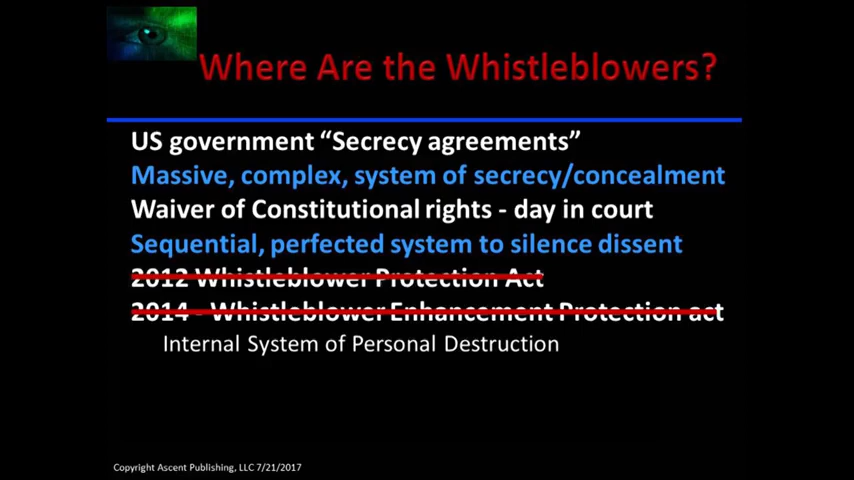 Where Are the Whistleblowers?
US government “Secrecy agreements”
Massive, complex, system of secrecy/concealment
Waiver of Constitutional rights - day in court
Sequential, perfected system to silence dissent
2012 Whistleblower Protection Act
2014 - Whistleblower Enhancement Protection act
Internal System of Personal Destruction
Copyright Ascent Publishing, LLC 7/21/2017